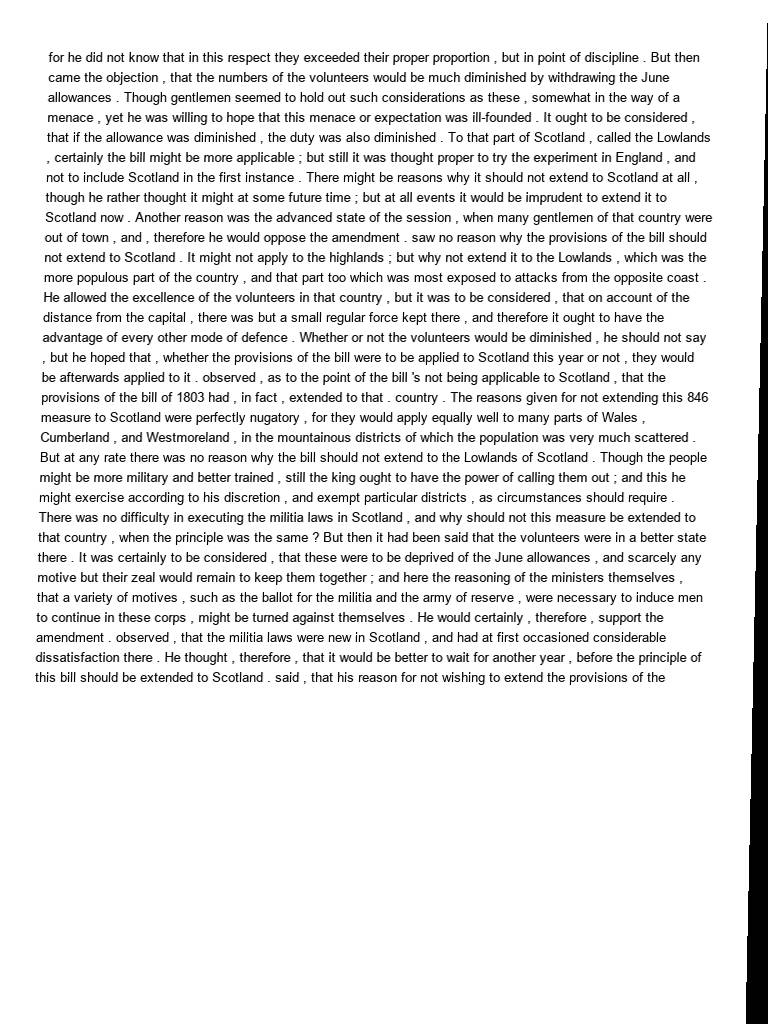 for he did not know that in this respect they exceeded their proper proportion , but in point of discipline . But then
came the objection , that the numbers of the volunteers would be much diminished by withdrawing the June
allowances . Though gentlemen seemed to hold out such considerations as these , somewhat in the way of a
menace , yet he was willing to hope that this menace or expectation was ill-founded . It ought to be considered ,
that if the allowance was diminished , the duty was also diminished . To that part of Scotland , called the Lowlands
, certainly the bill might be more applicable ; but still it was thought proper to try the experiment in England , and
not to include Scotland in the first instance . There might be reasons why it should not extend to Scotland at all ,
though he rather thought it might at some future time ; but at all events it would be imprudent to extend it to
Scotland now . Another reason was the advanced state of the session , when many gentlemen of that country were
out of town , and , therefore he would oppose the amendment . saw no reason why the provisions of the bill should
not extend to Scotland . It might not apply to the highlands ; but why not extend it to the Lowlands , which was the
more populous part of the country , and that part too which was most exposed to attacks from the opposite coast .
He allowed the excellence of the volunteers in that country , but it was to be considered , that on account of the
distance from the capital , there was but a small regular force kept there , and therefore it ought to have the
advantage of every other mode of defence . Whether or not the volunteers would be diminished , he should not say
, but he hoped that , whether the provisions of the bill were to be applied to Scotland this year or not , they would
be afterwards applied to it . observed , as to the point of the bill 's not being applicable to Scotland , that the
provisions of the bill of 1803 had , in fact , extended to that . country . The reasons given for not extending this 846
measure to Scotland were perfectly nugatory , for they would apply equally well to many parts of Wales ,
Cumberland , and Westmoreland , in the mountainous districts of which the population was very much scattered .
But at any rate there was no reason why the bill should not extend to the Lowlands of Scotland . Though the people
might be more military and better trained , still the king ought to have the power of calling them out ; and this he
might exercise according to his discretion , and exempt particular districts , as circumstances should require .
There was no difficulty in executing the militia laws in Scotland , and why should not this measure be extended to
that country , when the principle was the same ? But then it had been said that the volunteers were in a better state
there . It was certainly to be considered , that these were to be deprived of the June allowances , and scarcely any
motive but their zeal would remain to keep them together ; and here the reasoning of the ministers themselves ,
that a variety of motives , such as the ballot for the militia and the army of reserve , were necessary to induce men
to continue in these corps , might be turned against themselves . He would certainly , therefore , support the
amendment . observed , that the militia laws were new in Scotland , and had at first occasioned considerable
dissatisfaction there . He thought , therefore , that it would be better to wait for another year , before the principle of
this bill should be extended to Scotland . said , that his reason for not wishing to extend the provisions of the